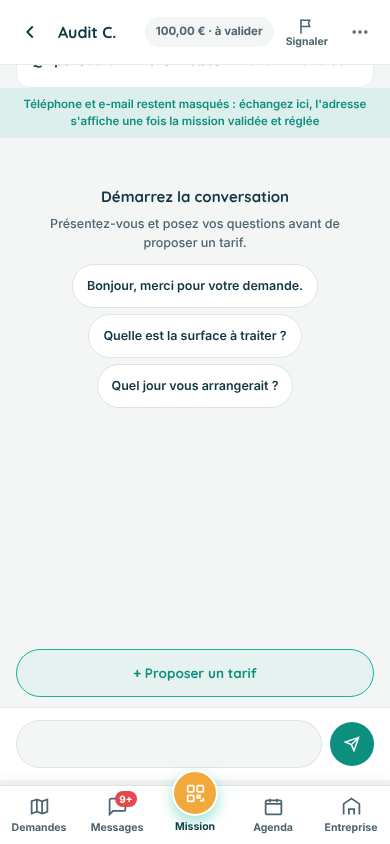 Audit C.
100,00 € · à valider
Signaler
Téléphone et e-mail restent masqués : échangez ici, l'adresse
s'affiche une fois la mission validée et réglée
Démarrez la conversation
Présentez-vous et posez vos questions avant de
proposer un tarif.
Bonjour, merci pour votre demande.
Quelle est la surface à traiter ?
Quel jour vous arrangerait ?
+ Proposer un tarif
9+
Demandes
Messages
Mission
Agenda
Entreprise